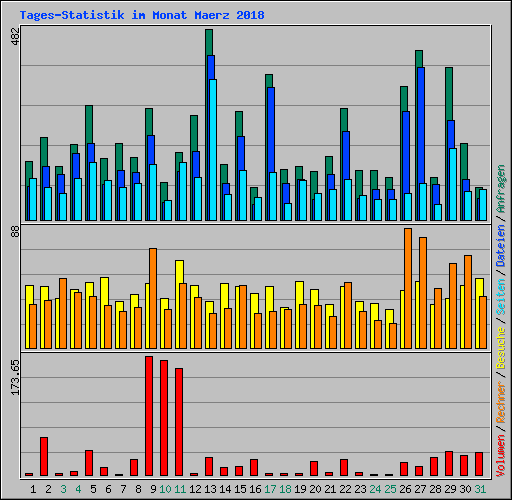 Tages-Statistik im Monat Maerz 2018
482
88
173.65
Volumen / Rechner / Besuche / Seiten / Dateien / Anfragen
1 2 3 4 5 6 7 8 9 10 11 12 13 14 15 16 17 18 19 20 21 22 23 24 25 26 27 28 29 30 31